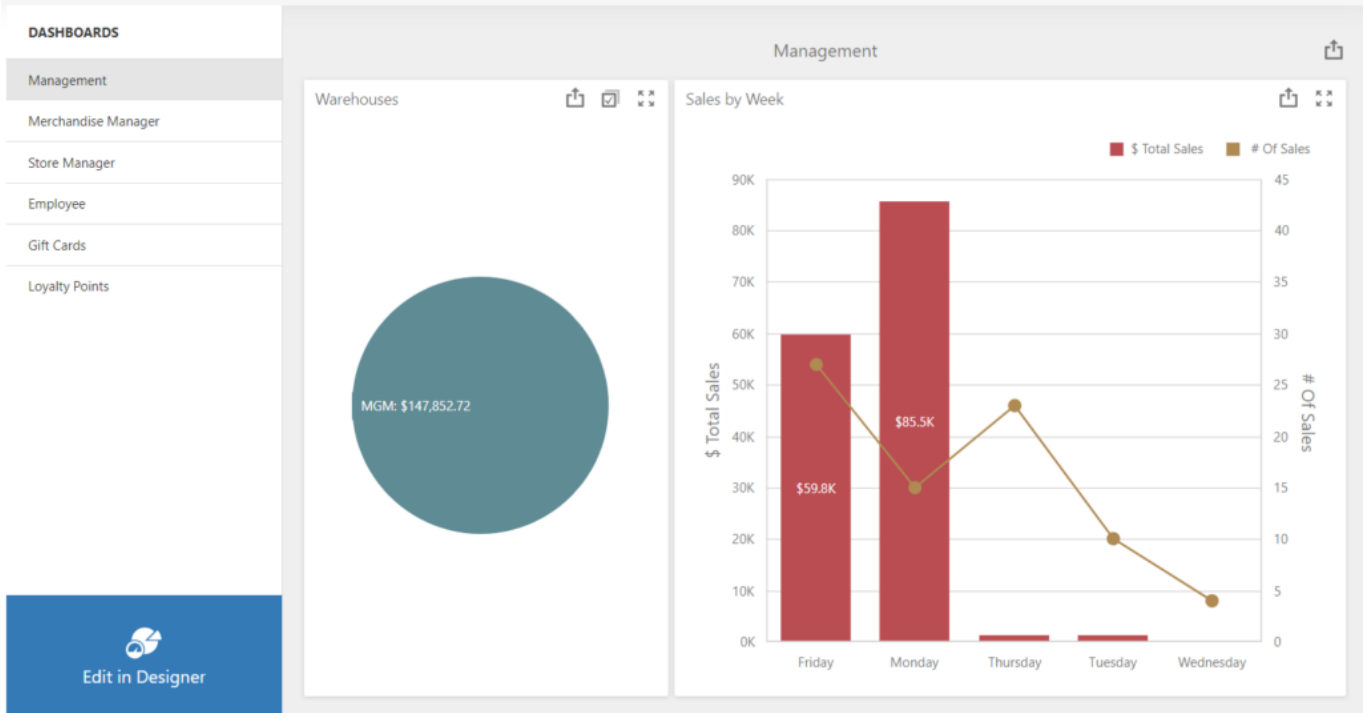 DASHBOARDS
Management
Merchandise Manager
Store Manager
Employee
Gift Cards
Loyalty Points
Edit in Designer
Management
Warehouses
MGM: $147,852.72
Sales by Week
$ Total Sales
# Of Sales
90K
80K
70K
60K
50K
40K
30K
20K
10K
0K
$ Total Sales
$59.8K
$85.5K
45
40
35
30
25
20
15
10
5
0
# Of Sales
Friday
Monday
Thursday
Tuesday
Wednesday